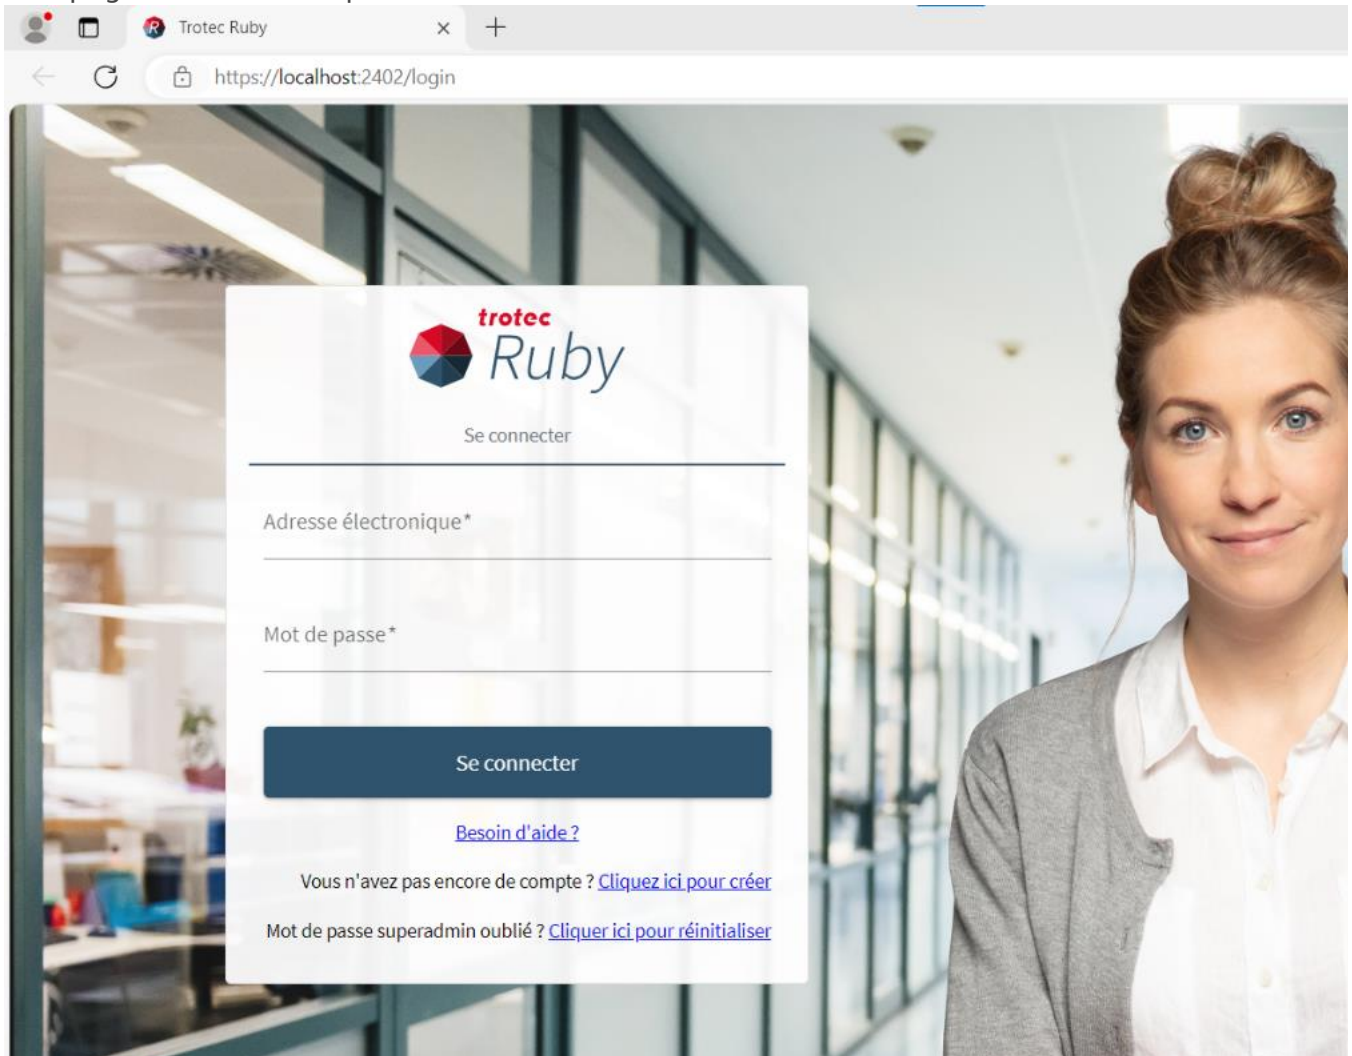 Trotec Ruby
https://localhost:2402/login
trotec
Ruby
Se connecter
Adresse électronique*
Mot de passe*
Se connecter
Besoin d'aide ?
Vous n'avez pas encore de compte ? Cliquez ici pour créer
Mot de passe superadmin oublié ? Cliquer ici pour réinitialiser